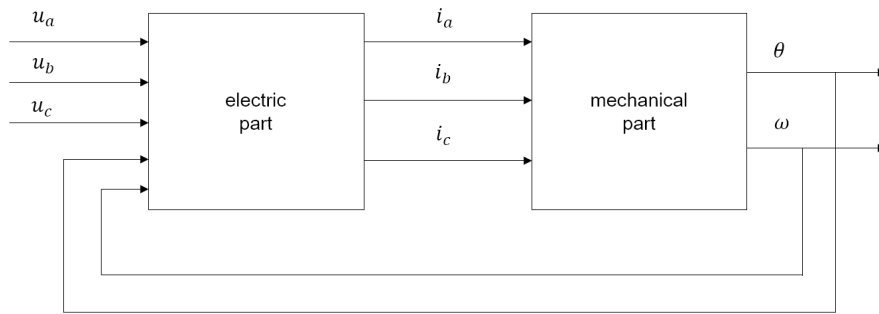 u_a
u_b
u_c
electric
part
i_a
i_b
i_c
mechanical
part
θ
ω